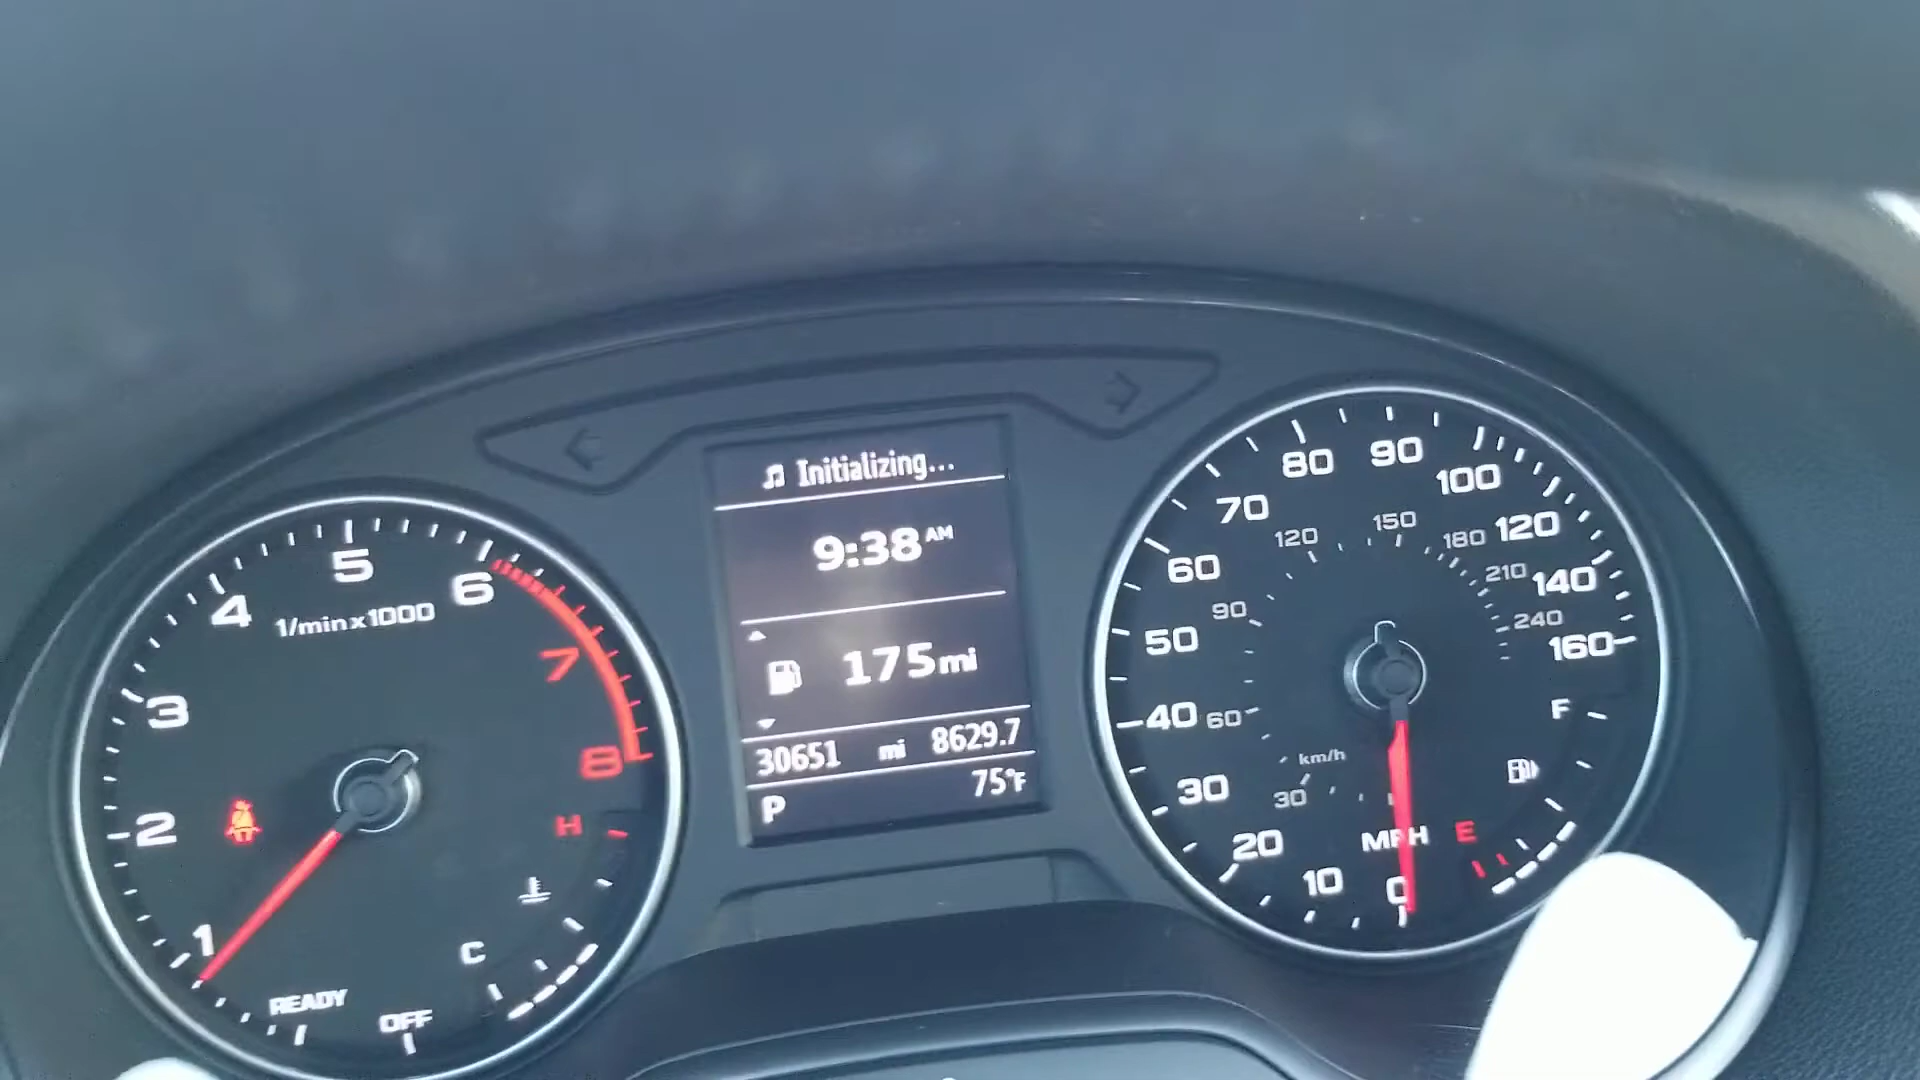 Initializing...
9:38 AM
175 mi
30651 mi 8629.7
P 75°F
1/min x 1000
1
2
3
4
5
6
7
8
H
C
READY
OFF
0
10
20
30
40
50
60
70
80
90
100
120
140
160
MPH
30
60
90
120
150
180
210
240
km/h
F
E